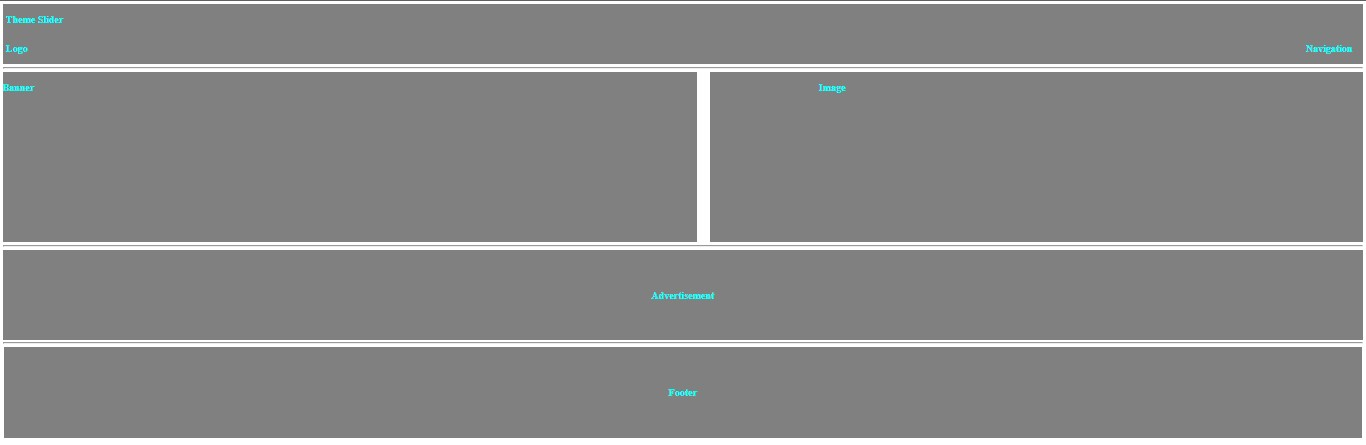 Theme Slider
Logo
Navigation
Banner
Image
Advertisement
Footer